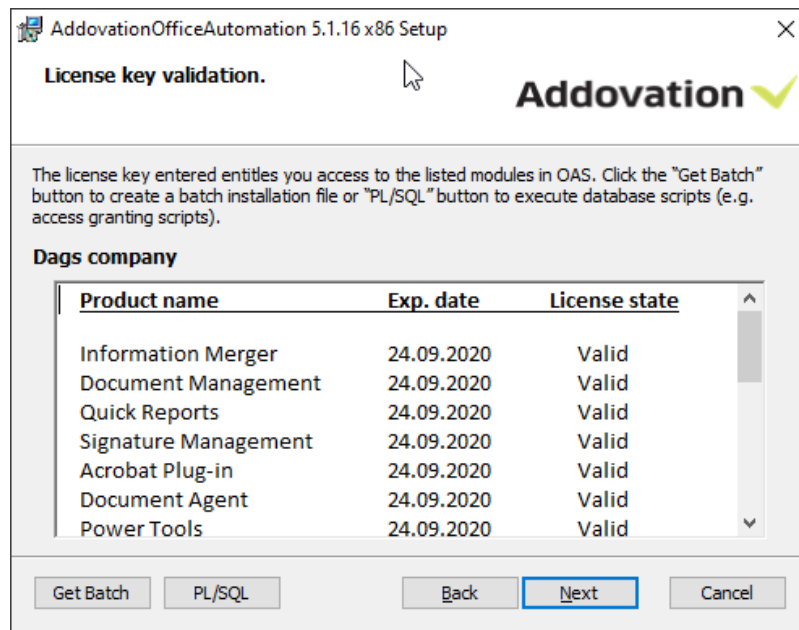 AddovationOfficeAutomation 5.1.16 x86 Setup
License key validation.
Addovation
The license key entered entitles you access to the listed modules in OAS. Click the "Get Batch"
button to create a batch installation file or "PL/SQL" button to execute database scripts (e.g.
access granting scripts).
Dags company
Product name Exp. date License state
Information Merger 24.09.2020 Valid
Document Management 24.09.2020 Valid
Quick Reports 24.09.2020 Valid
Signature Management 24.09.2020 Valid
Acrobat Plug-in 24.09.2020 Valid
Document Agent 24.09.2020 Valid
Power Tools 24.09.2020 Valid
Get Batch PL/SQL Back Next Cancel